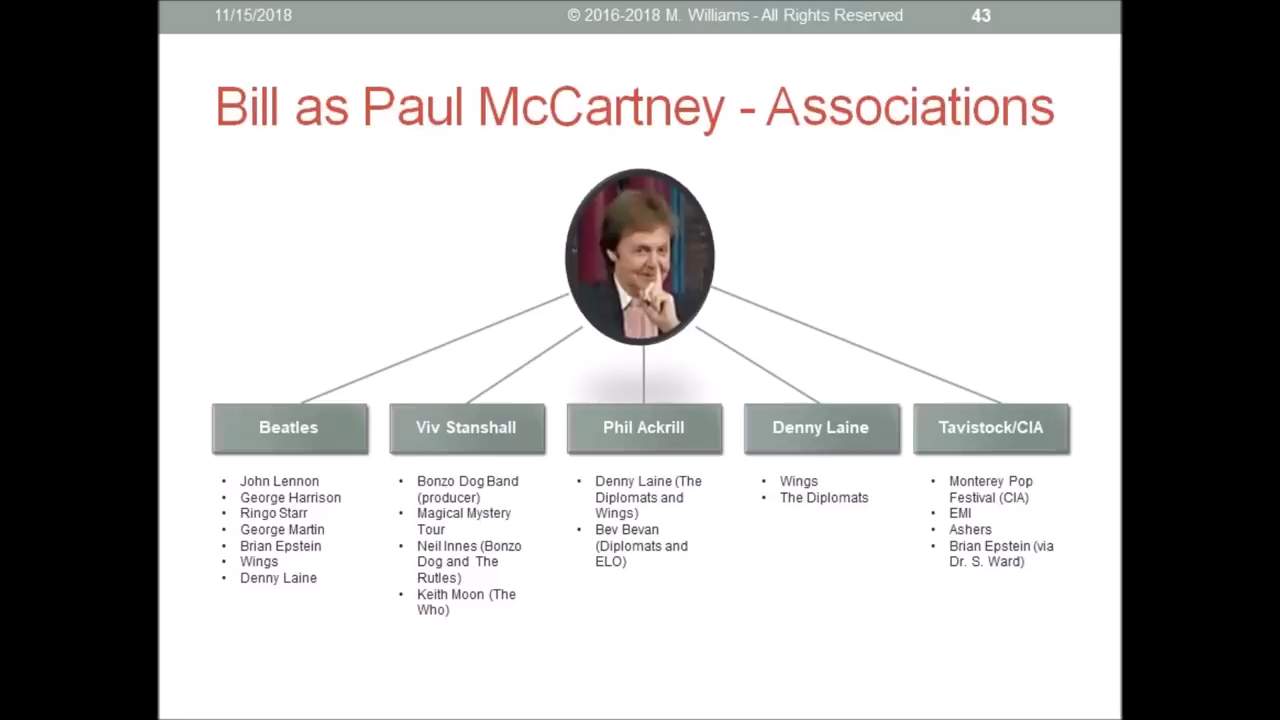 11/15/2018 © 2016-2018 M. Williams - All Rights Reserved 43
Bill as Paul McCartney - Associations
Beatles
• John Lennon
• George Harrison
• Ringo Starr
• George Martin
• Brian Epstein
• Wings
• Denny Laine
Viv Stanshall
• Bonzo Dog Band
(producer)
• Magical Mystery
Tour
• Neil Innes (Bonzo
Dog and The
Rutles)
• Keith Moon (The
Who)
Phil Ackrill
• Denny Laine (The
Diplomats and
Wings)
• Bev Bevan
(Diplomats and
ELO)
Denny Laine
• Wings
• The Diplomats
Tavistock/CIA
• Monterey Pop
Festival (CIA)
• EMI
• Ashers
• Brian Epstein (via
Dr. S. Ward)